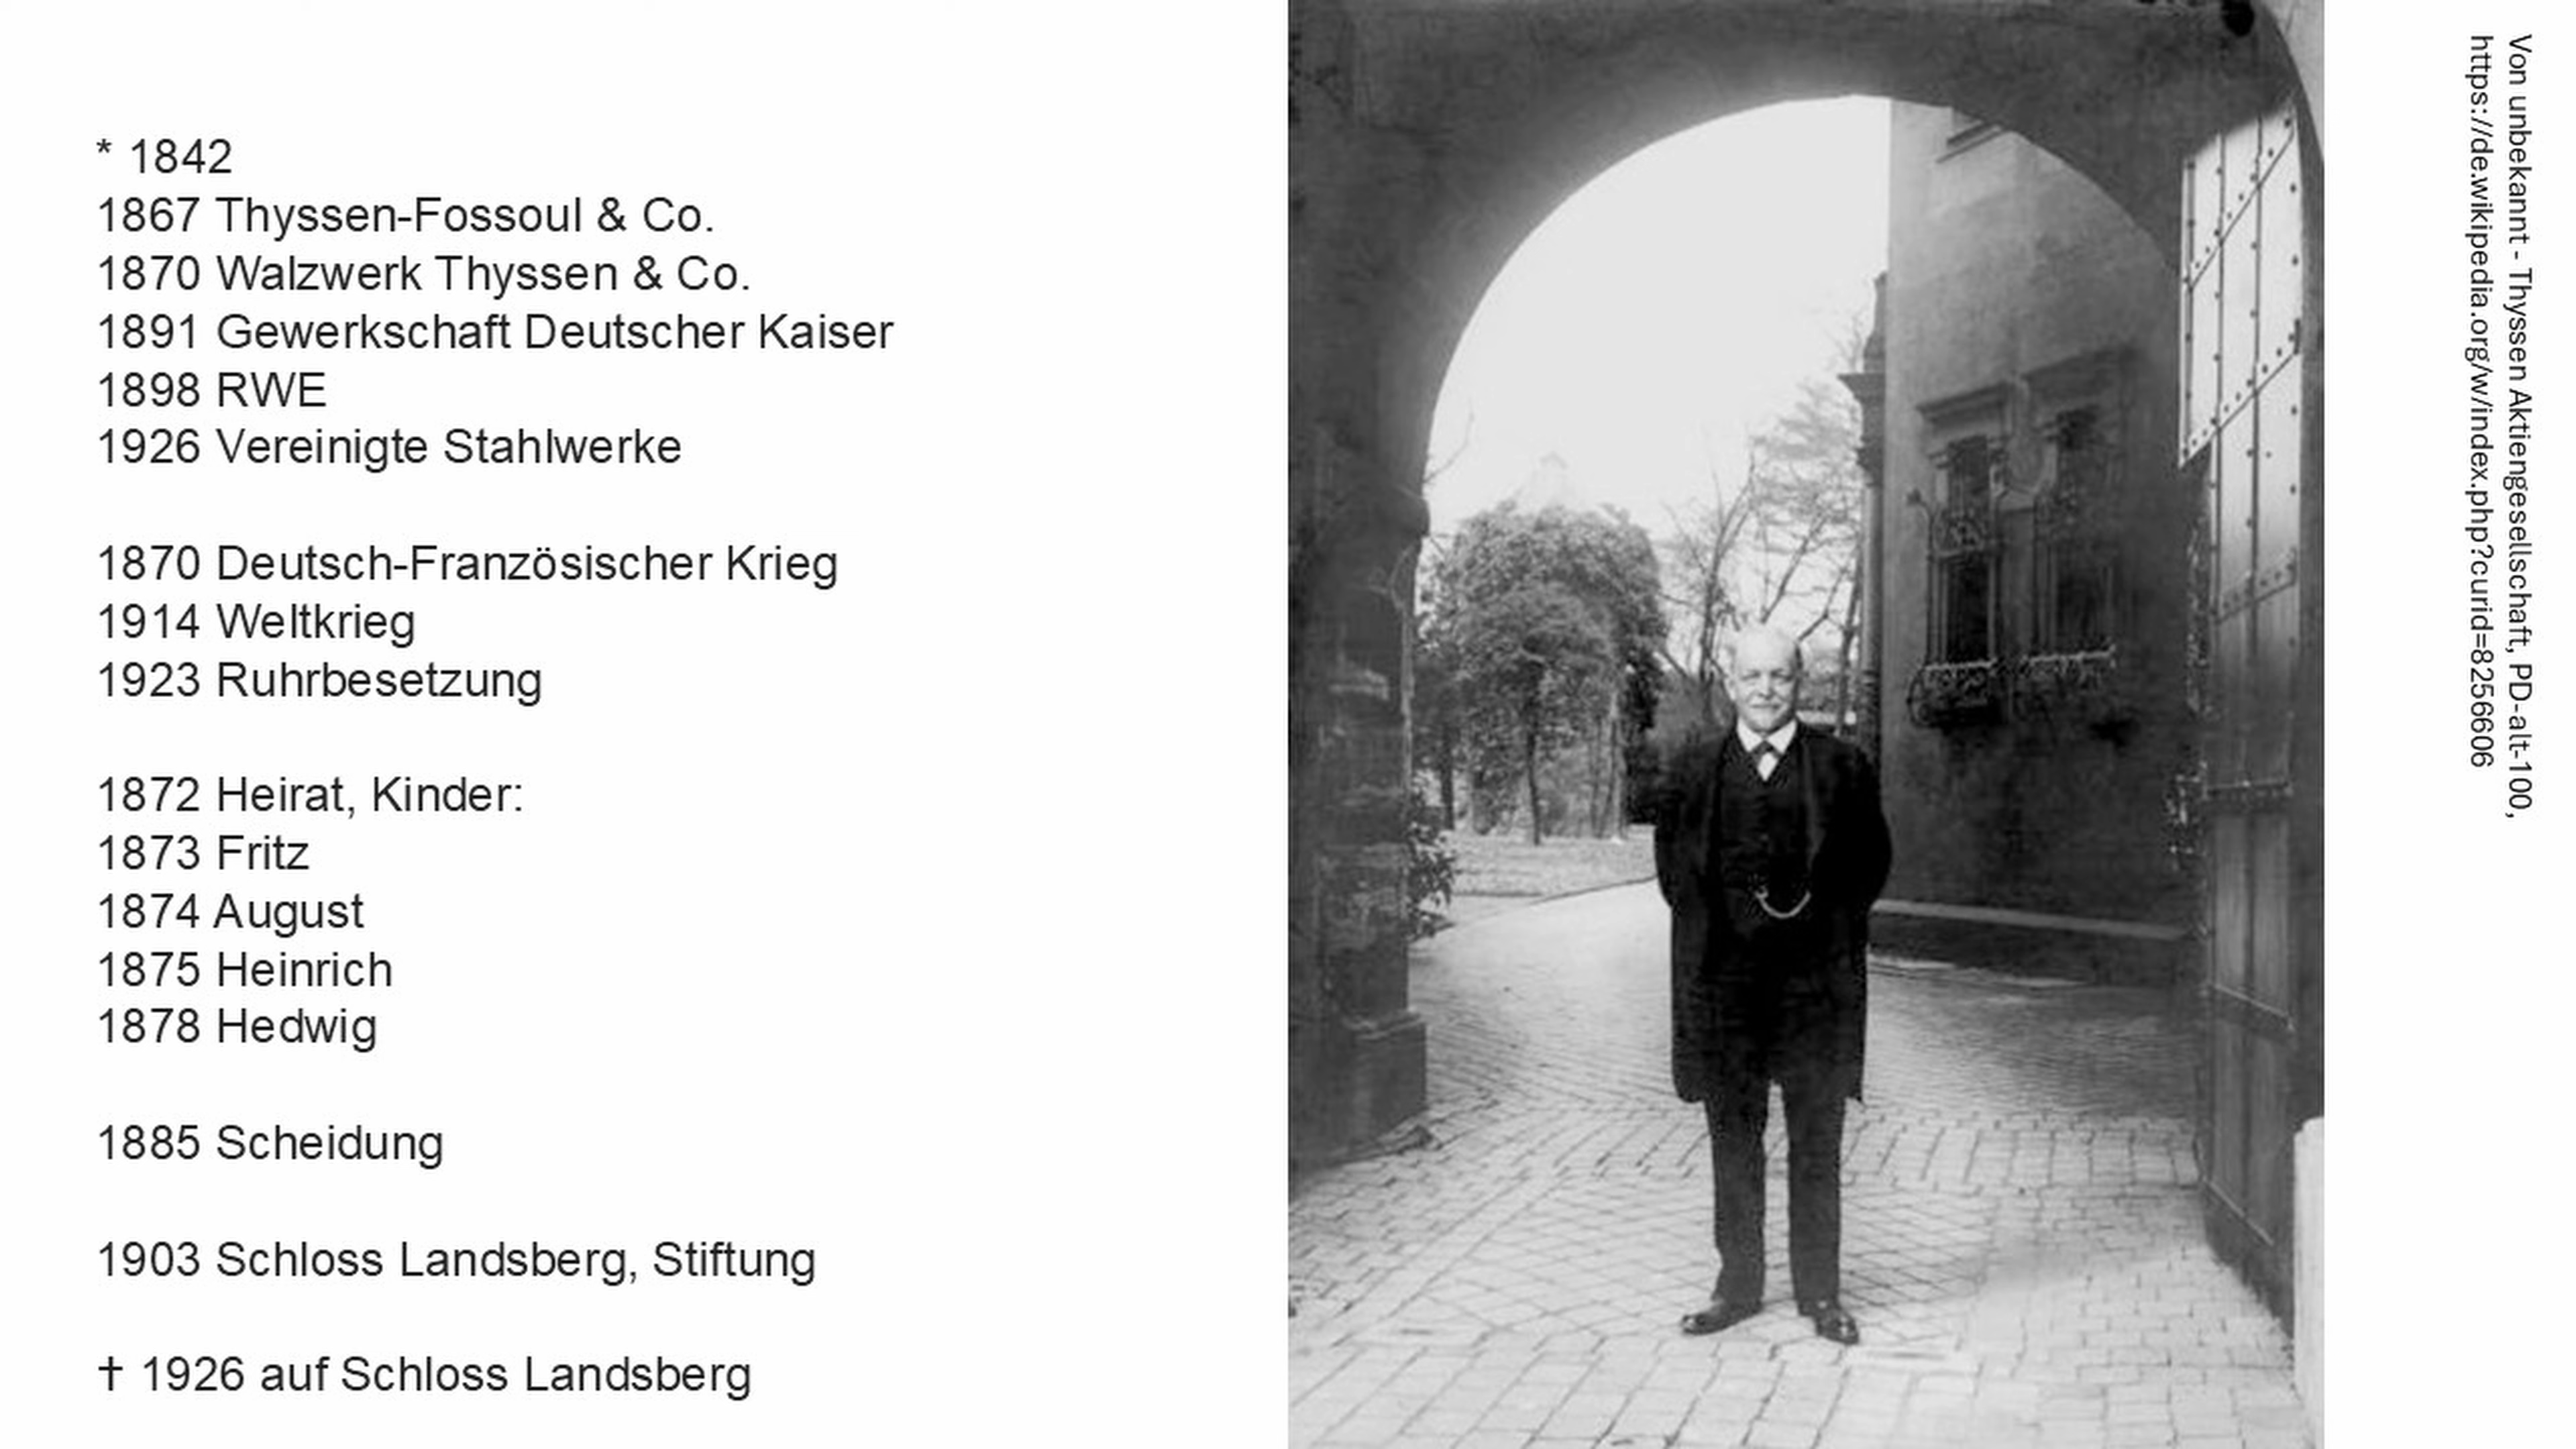 * 1842
1867 Thyssen-Fossoul & Co.
1870 Walzwerk Thyssen & Co.
1891 Gewerkschaft Deutscher Kaiser
1898 RWE
1926 Vereinigte Stahlwerke
1870 Deutsch-Französischer Krieg
1914 Weltkrieg
1923 Ruhrbesetzung
1872 Heirat, Kinder:
1873 Fritz
1874 August
1875 Heinrich
1878 Hedwig
1885 Scheidung
1903 Schloss Landsberg, Stiftung
† 1926 auf Schloss Landsberg
Von unbekannt - Thyssen Aktiengesellschaft, PD-alt-100,
https://de.wikipedia.org/w/index.php?curid=8256606